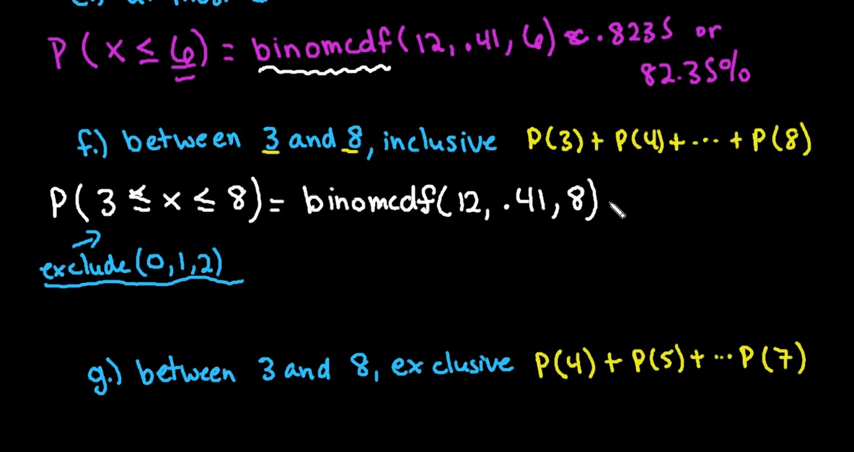 P(x ≤ 6) = binomcdf(12, .41, 6) ≈ .8235 or
82.35%
f.) between 3 and 8, inclusive P(3) + P(4) + ... + P(8)
P(3 ≤ x ≤ 8) = binomcdf(12, .41, 8)
exclude (0,1,2)
g.) between 3 and 8, exclusive P(4) + P(5) + ... P(7)